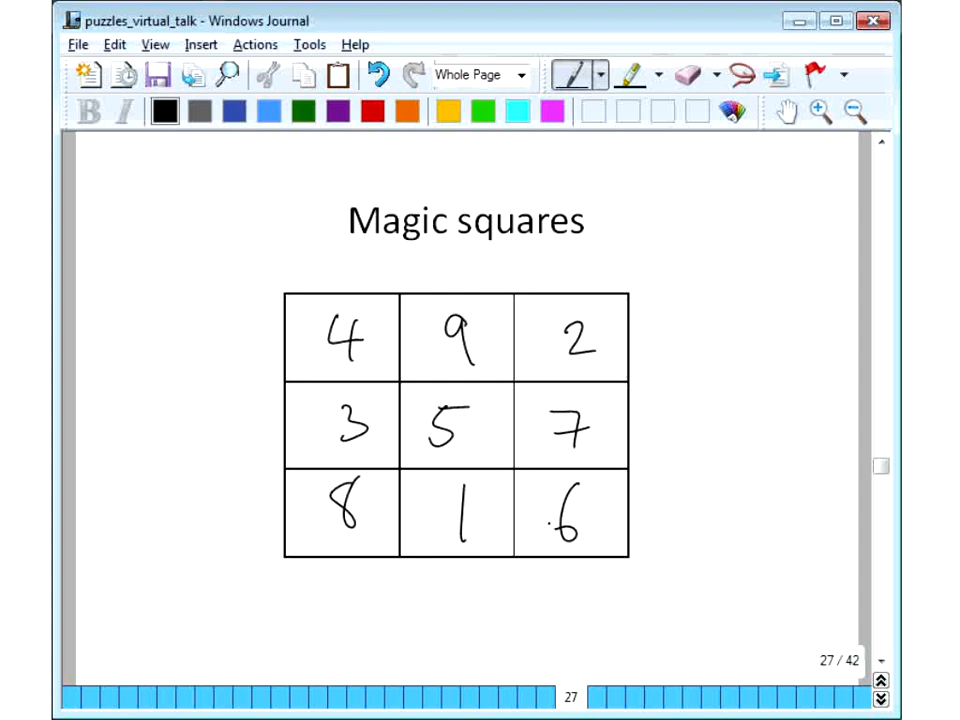 puzzles_virtual_talk - Windows Journal
File Edit View Insert Actions Tools Help
Whole Page
B I
Magic squares
4 9 2
3 5 7
8 1 6
27 / 42
27